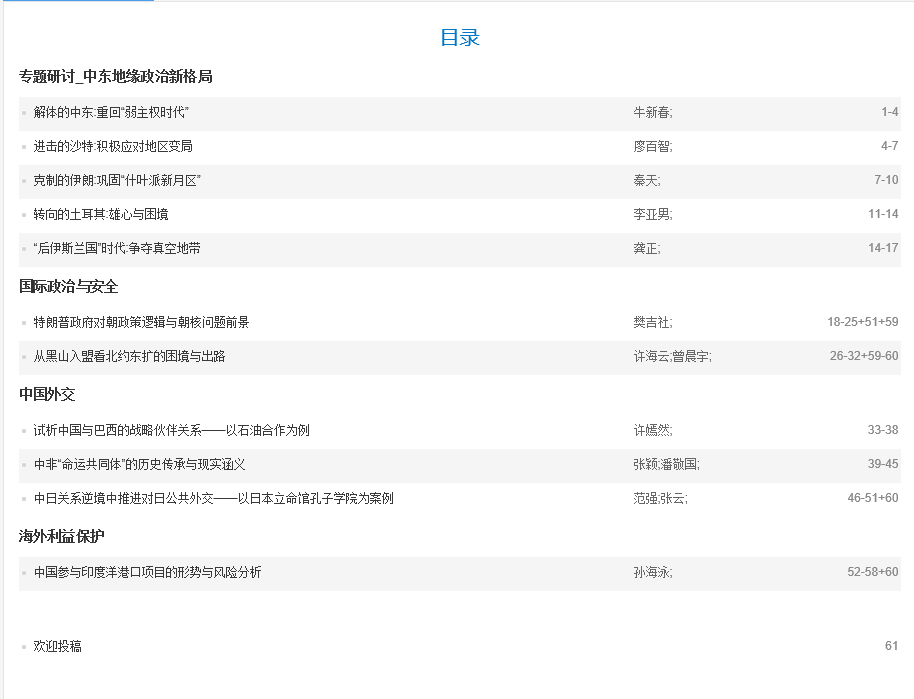 目录
专题研讨_中东地缘政治新格局
解体的中东:重回“弱主权时代” 牛新春; 1-4
进击的沙特:积极应对地区变局 廖百智; 4-7
克制的伊朗:巩固“什叶派新月区” 秦天; 7-10
转向的土耳其:雄心与困境 李亚男; 11-14
“后伊斯兰国”时代:争夺真空地带 龚正; 14-17
国际政治与安全
特朗普政府对朝政策逻辑与朝核问题前景 樊吉社; 18-25+51+59
从黑山入盟看北约东扩的困境与出路 许海云;曾晨宇; 26-32+59-60
中国外交
试析中国与巴西的战略伙伴关系——以石油合作为例 许嫣然; 33-38
中非“命运共同体”的历史传承与现实涵义 张颖;潘敬国; 39-45
中日关系逆境中推进对日公共外交——以日本立命馆孔子学院为案例 范强;张云; 46-51+60
海外利益保护
中国参与印度洋港口项目的形势与风险分析 孙海泳; 52-58+60
欢迎投稿 61